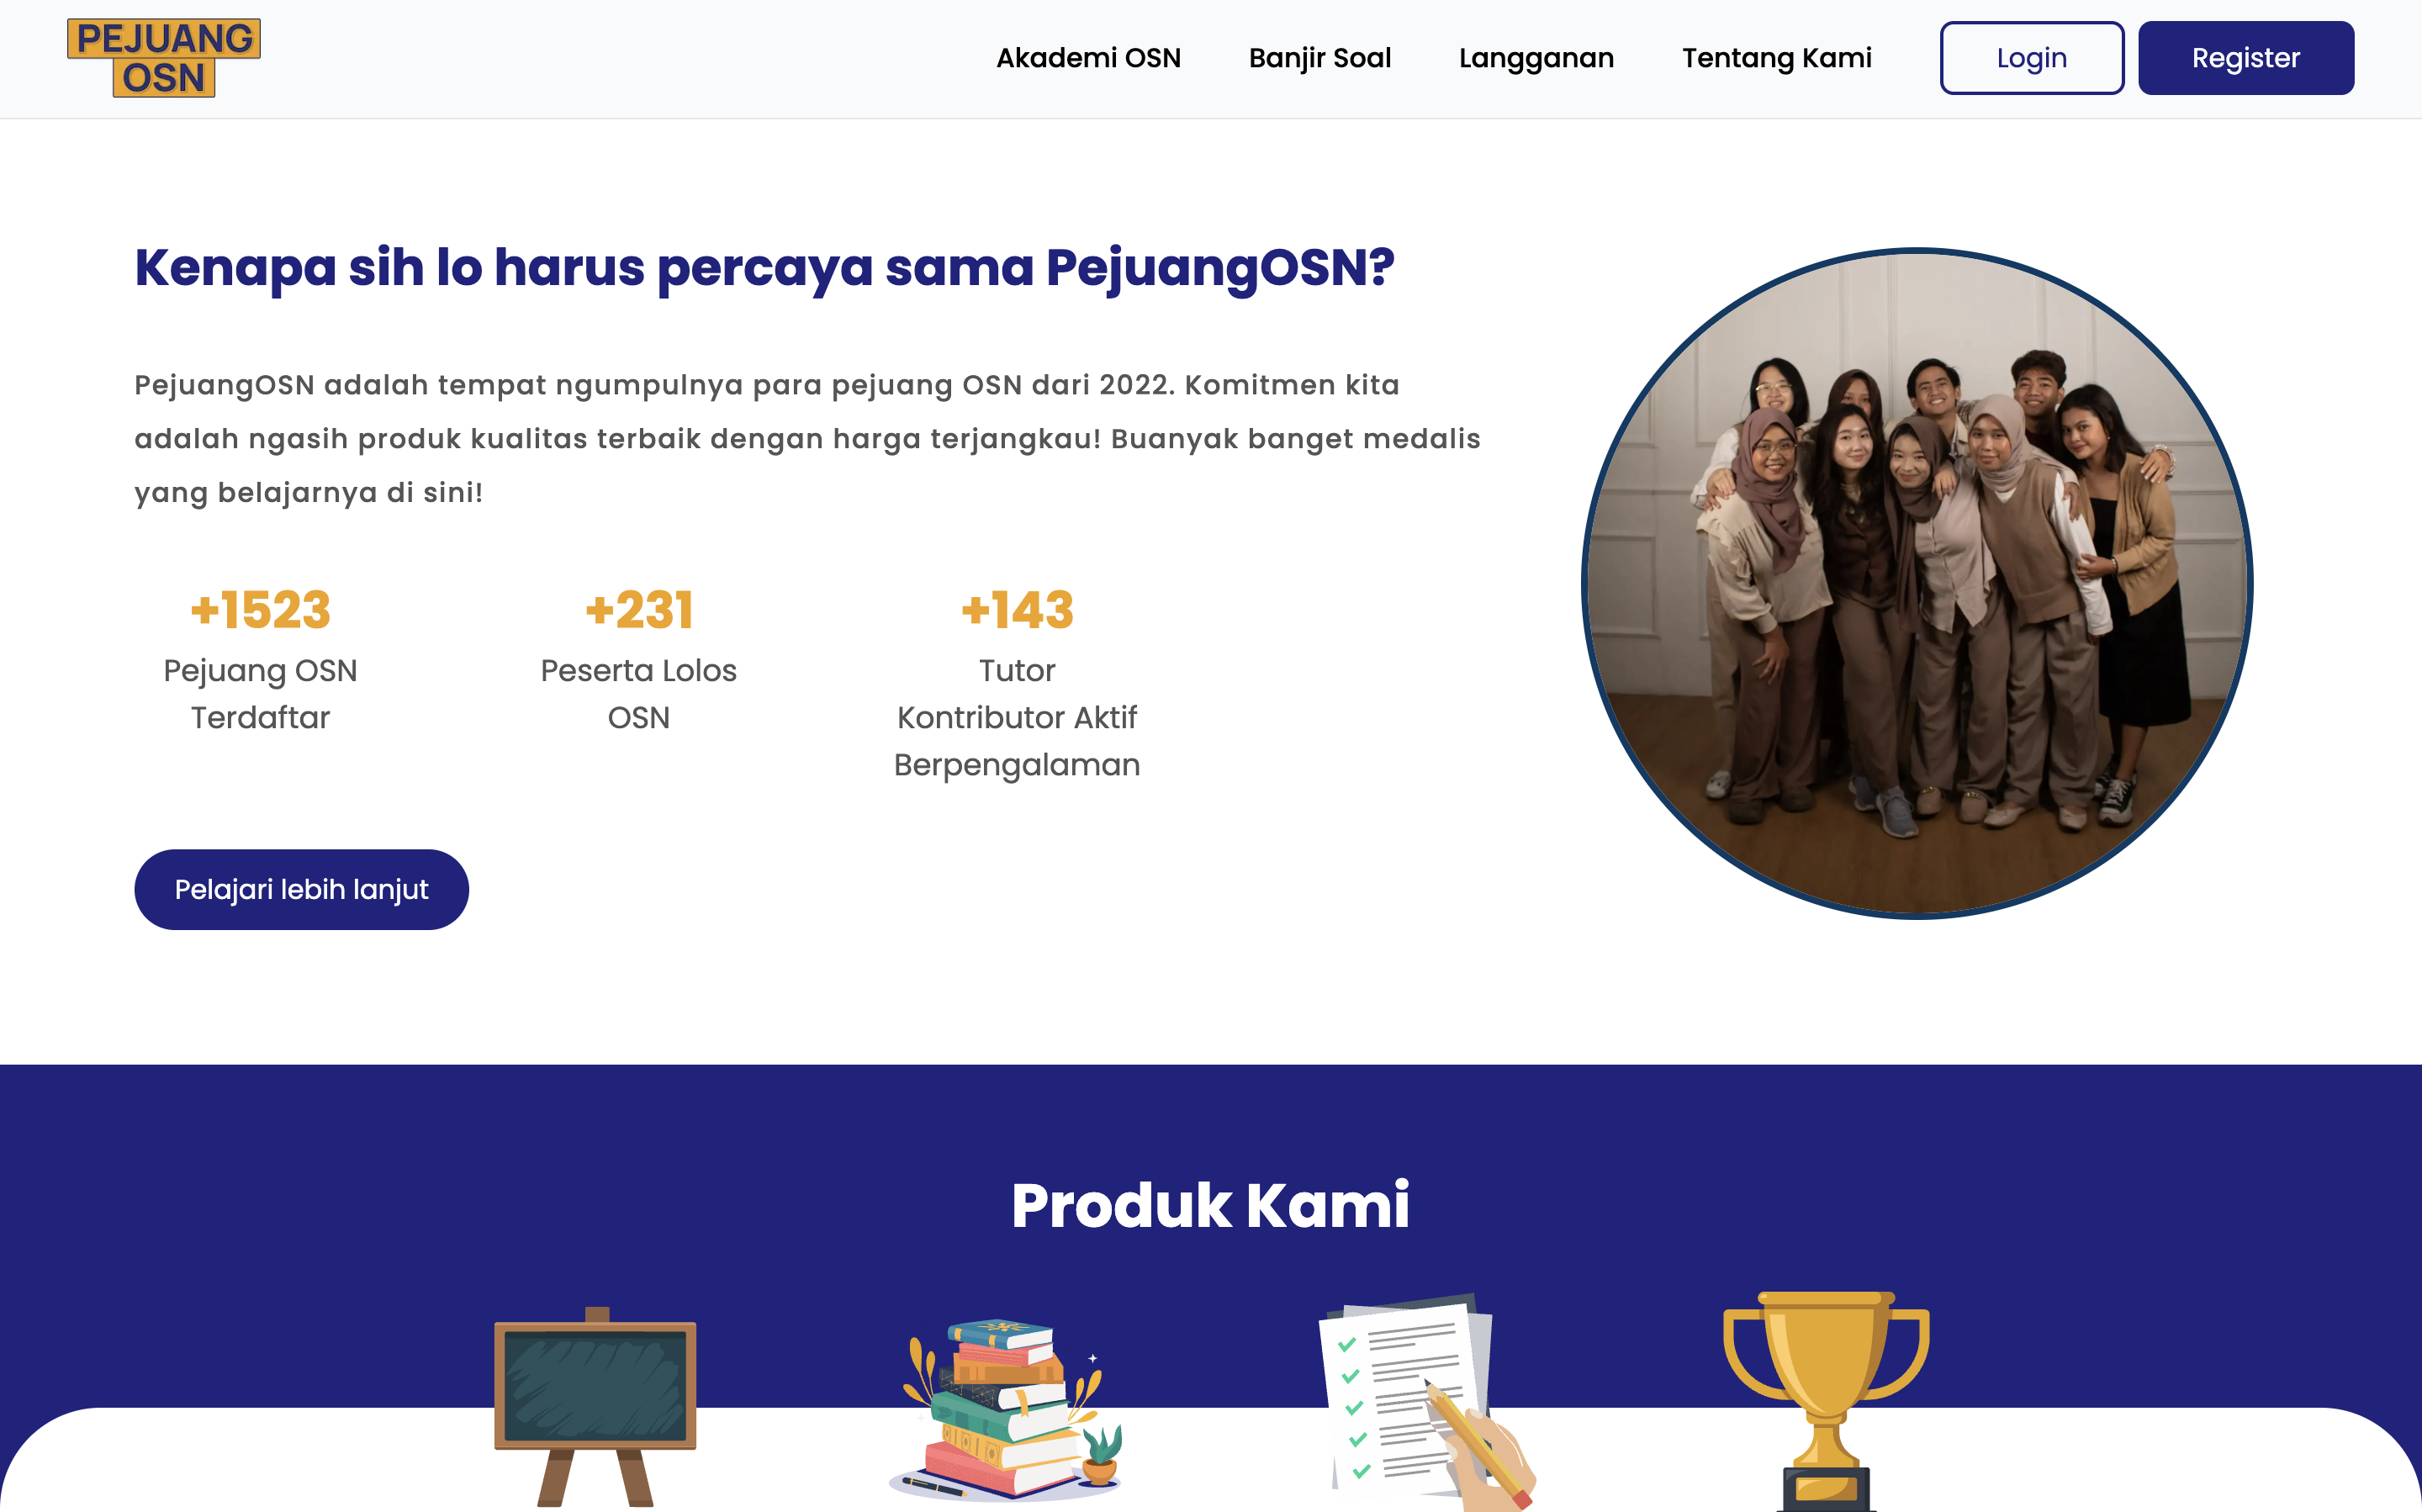 PEJUANG
OSN
Akademi OSN
Banjir Soal
Langganan
Tentang Kami
Login
Register
Kenapa sih lo harus percaya sama PejuangOSN?
PejuangOSN adalah tempat ngumpulnya para pejuang OSN dari 2022. Komitmen kita
adalah ngasih produk kualitas terbaik dengan harga terjangkau! Buanyak banget medalis
yang belajarnya di sini!
+1523
Pejuang OSN
Terdaftar
+231
Peserta Lolos
OSN
+143
Tutor
Kontributor Aktif
Berpengalaman
Pelajari lebih lanjut
Produk Kami